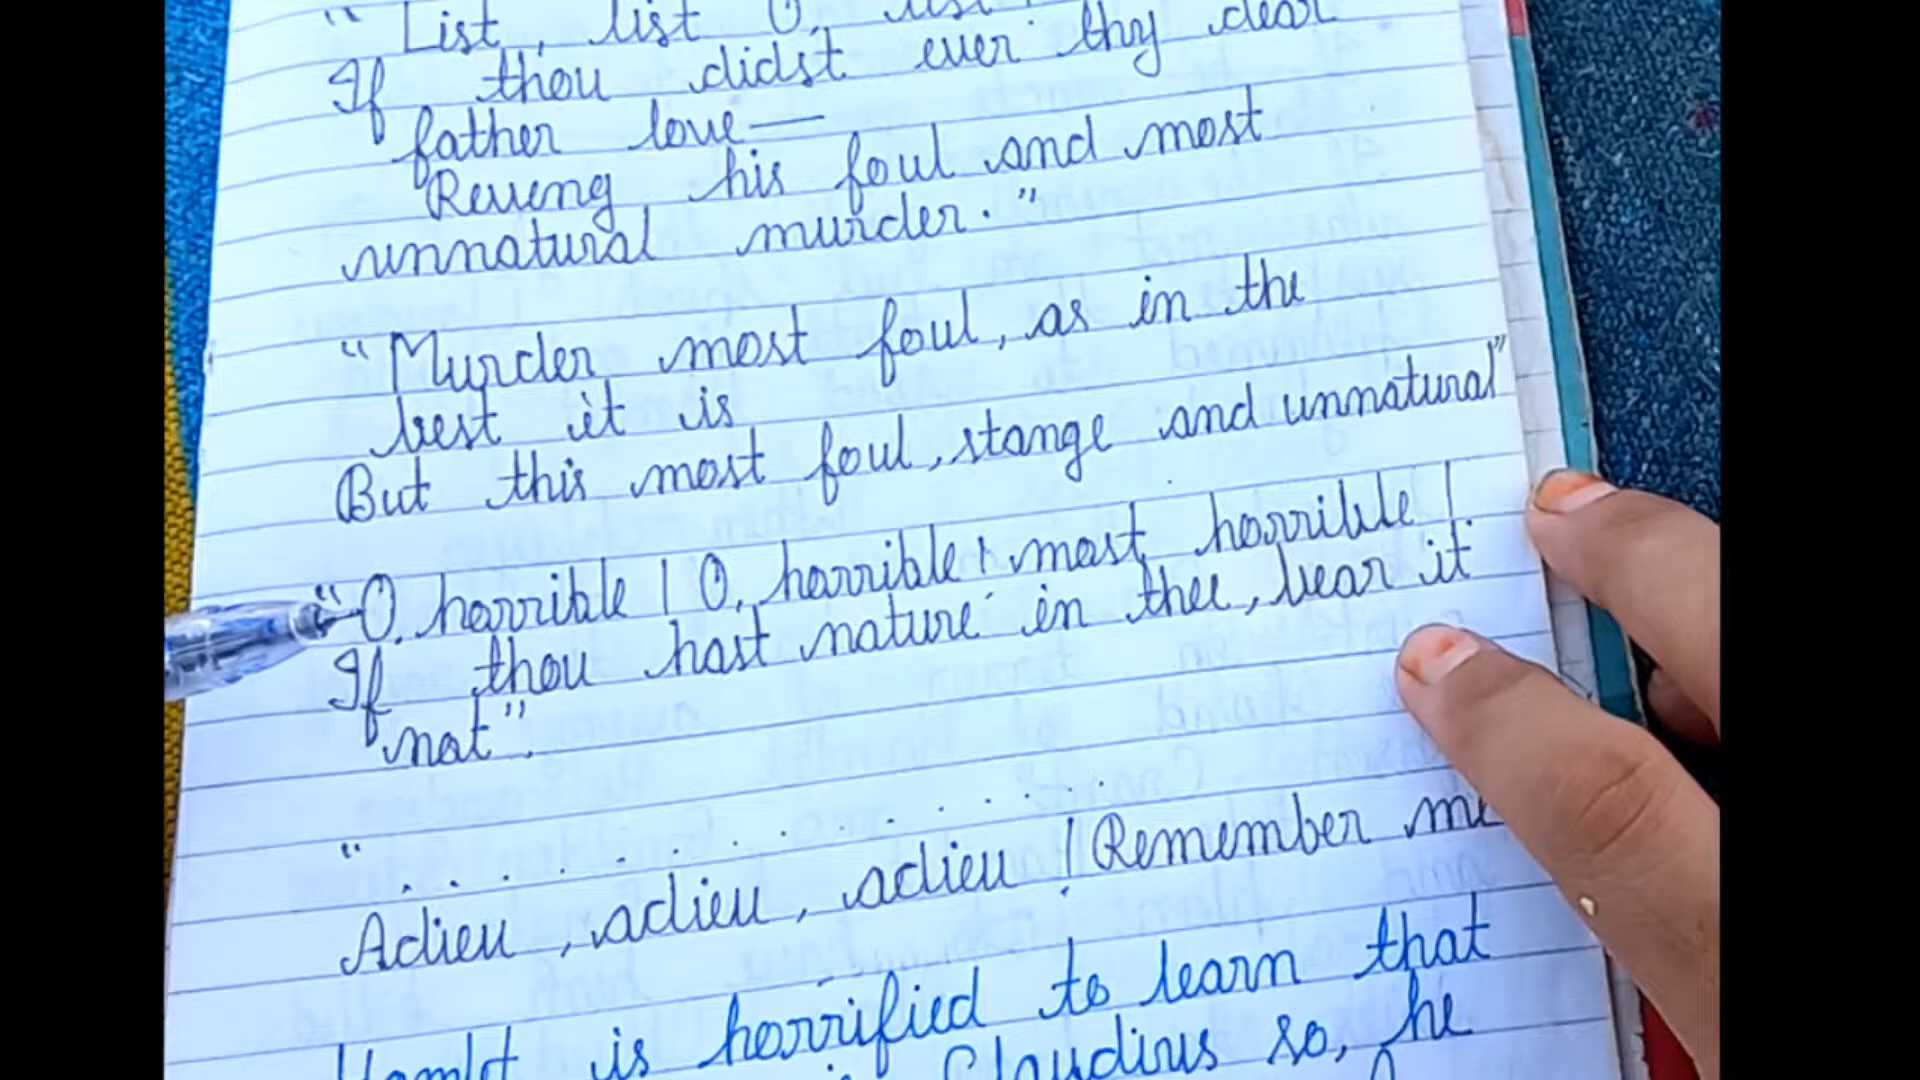 “ List, list O,
If thou didst ever thy dear
father love—
Reveng his foul and most
unnatural murder.”
“Murder most foul, as in the
best it is
But this most foul, stange and unnatural”
“O, horrible ! O, horrible ! most horrible !
If thou hast nature in thee, bear it
not”.
“ . . . . . . . . . . . . .
Adieu, adieu, adieu ! Remember me
Hamlet is horrified to learn that
Claudius so, he